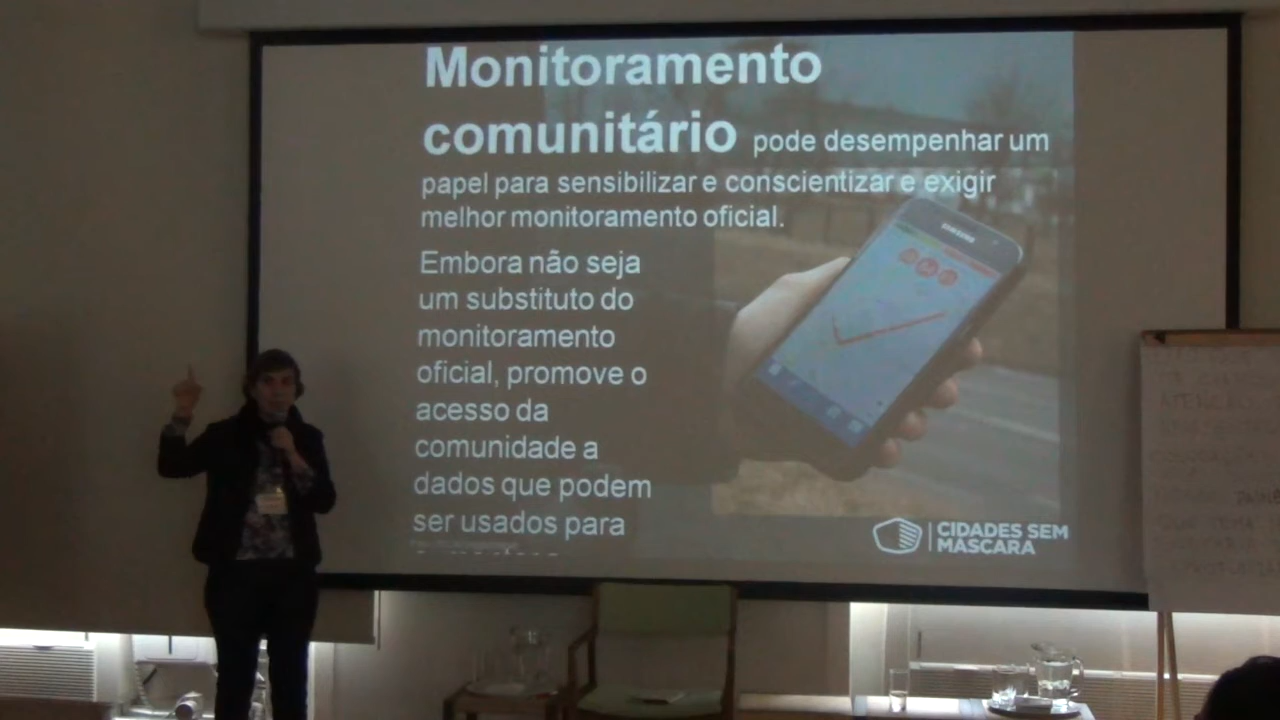 Monitoramento
comunitário pode desempenhar um
papel para sensibilizar e conscientizar e exigir
melhor monitoramento oficial.
Embora não seja
um substituto do
monitoramento
oficial, promove o
acesso da
comunidade a
dados que podem
ser usados para
SAMSUNG
CIDADES SEM
MÁSCARA